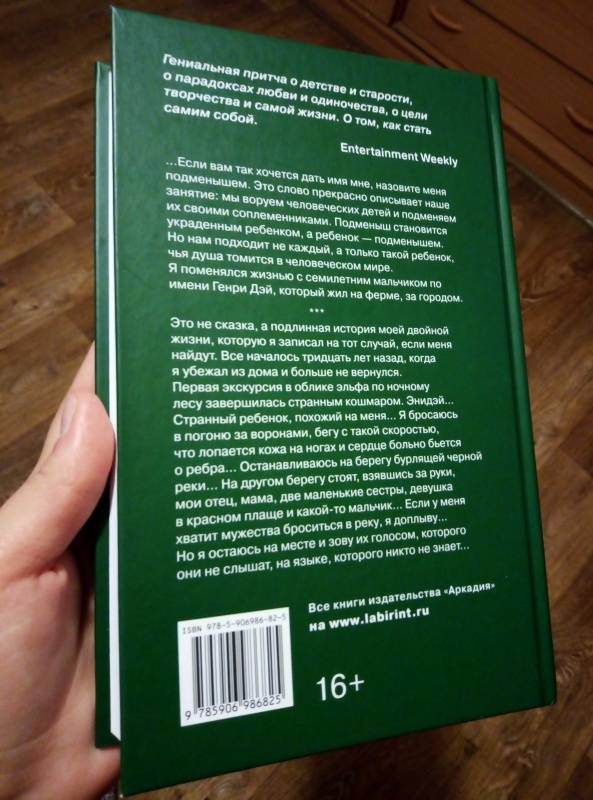 Гениальная притча о детстве и старости,
о парадоксах любви и одиночества, о цели
творчества и самой жизни. О том, как стать
самим собой.
Entertainment Weekly
...Если вам так хочется дать имя мне, назовите меня
подменышем. Это слово прекрасно описывает наше
занятие: мы воруем человеческих детей и подменяем
их своими соплеменниками. Подменыш становится
украденным ребенком, а ребенок — подменышем.
Но нам подходит не каждый, а только такой ребенок,
чья душа томится в человеческом мире.
Я поменялся жизнью с семилетним мальчиком по
имени Генри Дэй, который жил на ферме, за городом.
***
Это не сказка, а подлинная история моей двойной
жизни, которую я записал на тот случай, если меня
найдут. Все началось тридцать лет назад, когда
я убежал из дома и больше не вернулся.
Первая экскурсия в облике эльфа по ночному
лесу завершилась странным кошмаром. Энидэй...
Странный ребенок, похожий на меня... Я бросаюсь
в погоню за воронами, бегу с такой скоростью,
что лопается кожа на ногах и сердце больно бьется
о ребра... Останавливаюсь на берегу бурлящей черной
реки... На другом берегу стоят, взявшись за руки,
мои отец, мама, две маленькие сестры, девушка
в красном плаще и какой-то мальчик... Если у меня
хватит мужества броситься в реку, я доплыву...
Но я остаюсь на месте и зову их голосом, которого
они не слышат, на языке, которого никто не знает...
Все книги издательства «Аркадия»
на www.labirint.ru
ISBN 978-5-906986-82-5
9 785906 986825
16+